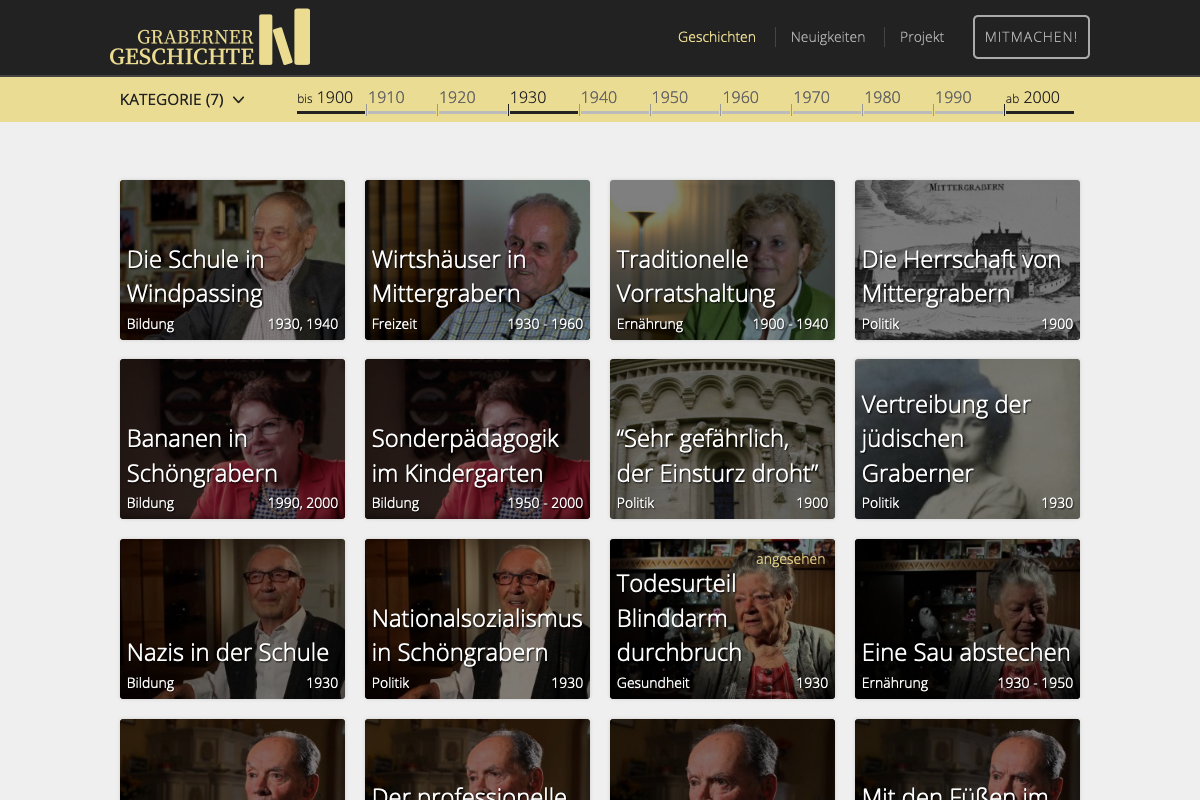 GRABERNER
GESCHICHTE
Geschichten
Neuigkeiten
Projekt
MITMACHEN!
KATEGORIE (7)
bis 1900
1910
1920
1930
1940
1950
1960
1970
1980
1990
ab 2000
Die Schule in
Windpassing
Bildung
1930, 1940
Wirtshäuser in
Mittergrabern
Freizeit
1930 - 1960
Traditionelle
Vorratshaltung
Ernährung
1900 - 1940
MITTERGRABERN
Die Herrschaft von
Mittergrabern
Politik
1900
Bananen in
Schöngrabern
Bildung
1990, 2000
Sonderpädagogik
im Kindergarten
Bildung
1950 - 2000
“Sehr gefährlich,
der Einsturz droht”
Politik
1900
Vertreibung der
jüdischen
Graberner
Politik
1930
Nazis in der Schule
Bildung
1930
Nationalsozialismus
in Schöngrabern
Politik
1930
angesehen
Todesurteil
Blinddarm
durchbruch
Gesundheit
1930
Eine Sau abstechen
Ernährung
1930 - 1950
Der professionelle
Mit den Füßen im